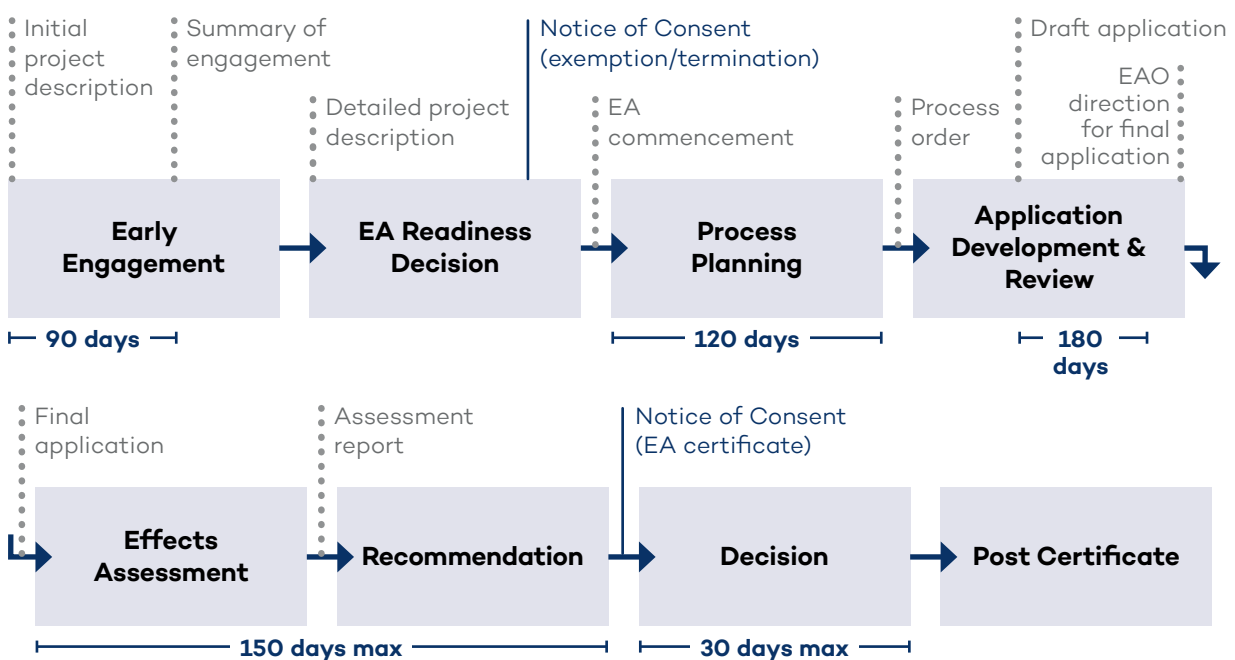 Initial
project
description
Summary of
engagement
Detailed project
description
Notice of Consent
(exemption/termination)
EA
commencement
Process
order
Draft application
EAO
direction
for final
application
Early
Engagement
EA Readiness
Decision
Process
Planning
Application
Development &
Review
90 days
120 days
180
days
Final
application
Assessment
report
Notice of Consent
(EA certificate)
Effects
Assessment
Recommendation
Decision
Post Certificate
150 days max
30 days max